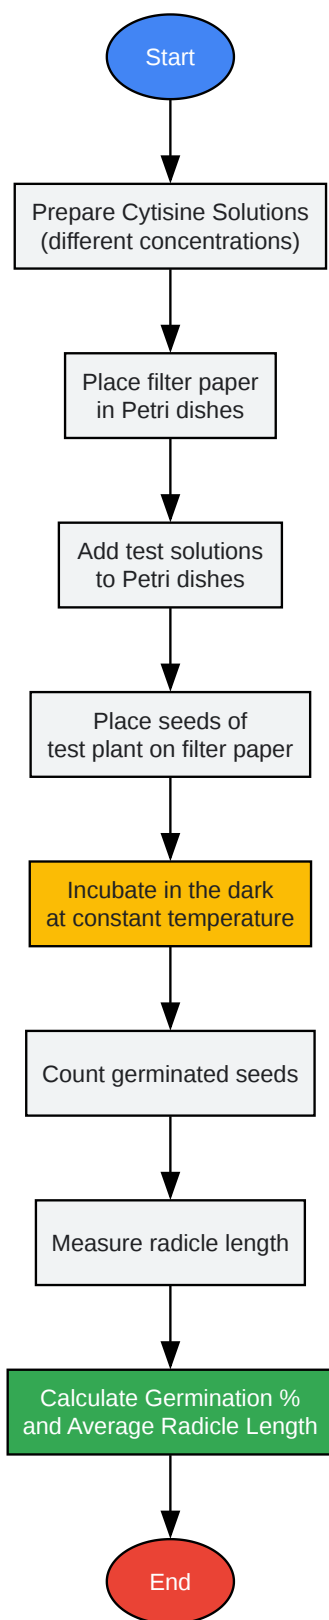 Start
Prepare Cytisine Solutions
(different concentrations)
Place filter paper
in Petri dishes
Add test solutions
to Petri dishes
Place seeds of
test plant on filter paper
Incubate in the dark
at constant temperature
Count germinated seeds
Measure radicle length
Calculate Germination %
and Average Radicle Length
End